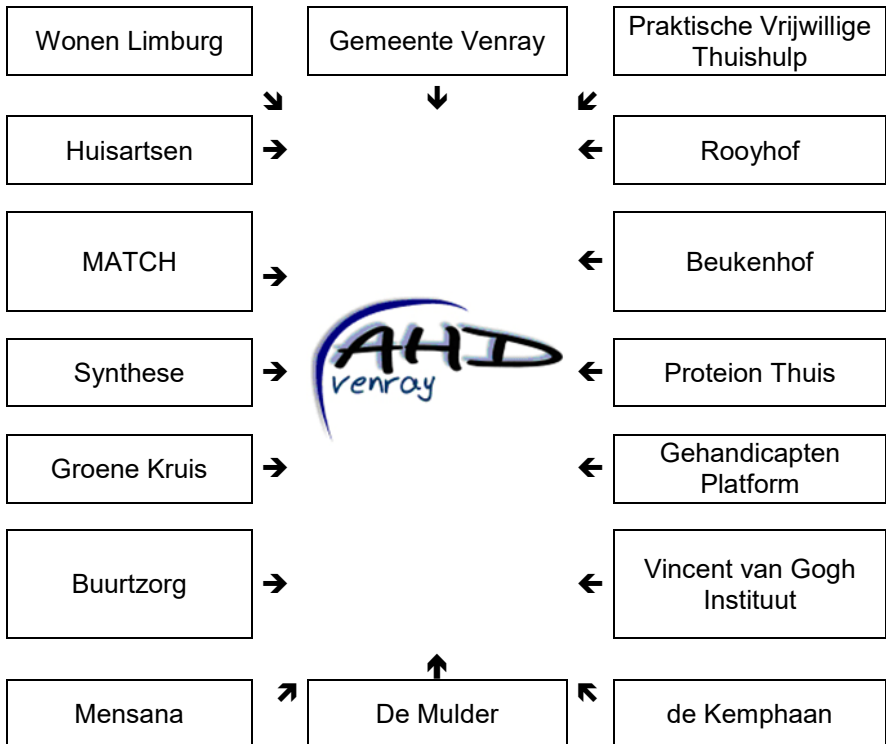 Wonen Limburg
Gemeente Venray
Praktische Vrijwillige
Thuishulp
Huisartsen
Rooyhof
MATCH
Beukenhof
AHD
venray
Synthese
Proteion Thuis
Groene Kruis
Gehandicapten
Platform
Buurtzorg
Vincent van Gogh
Instituut
Mensana
De Mulder
de Kemphaan